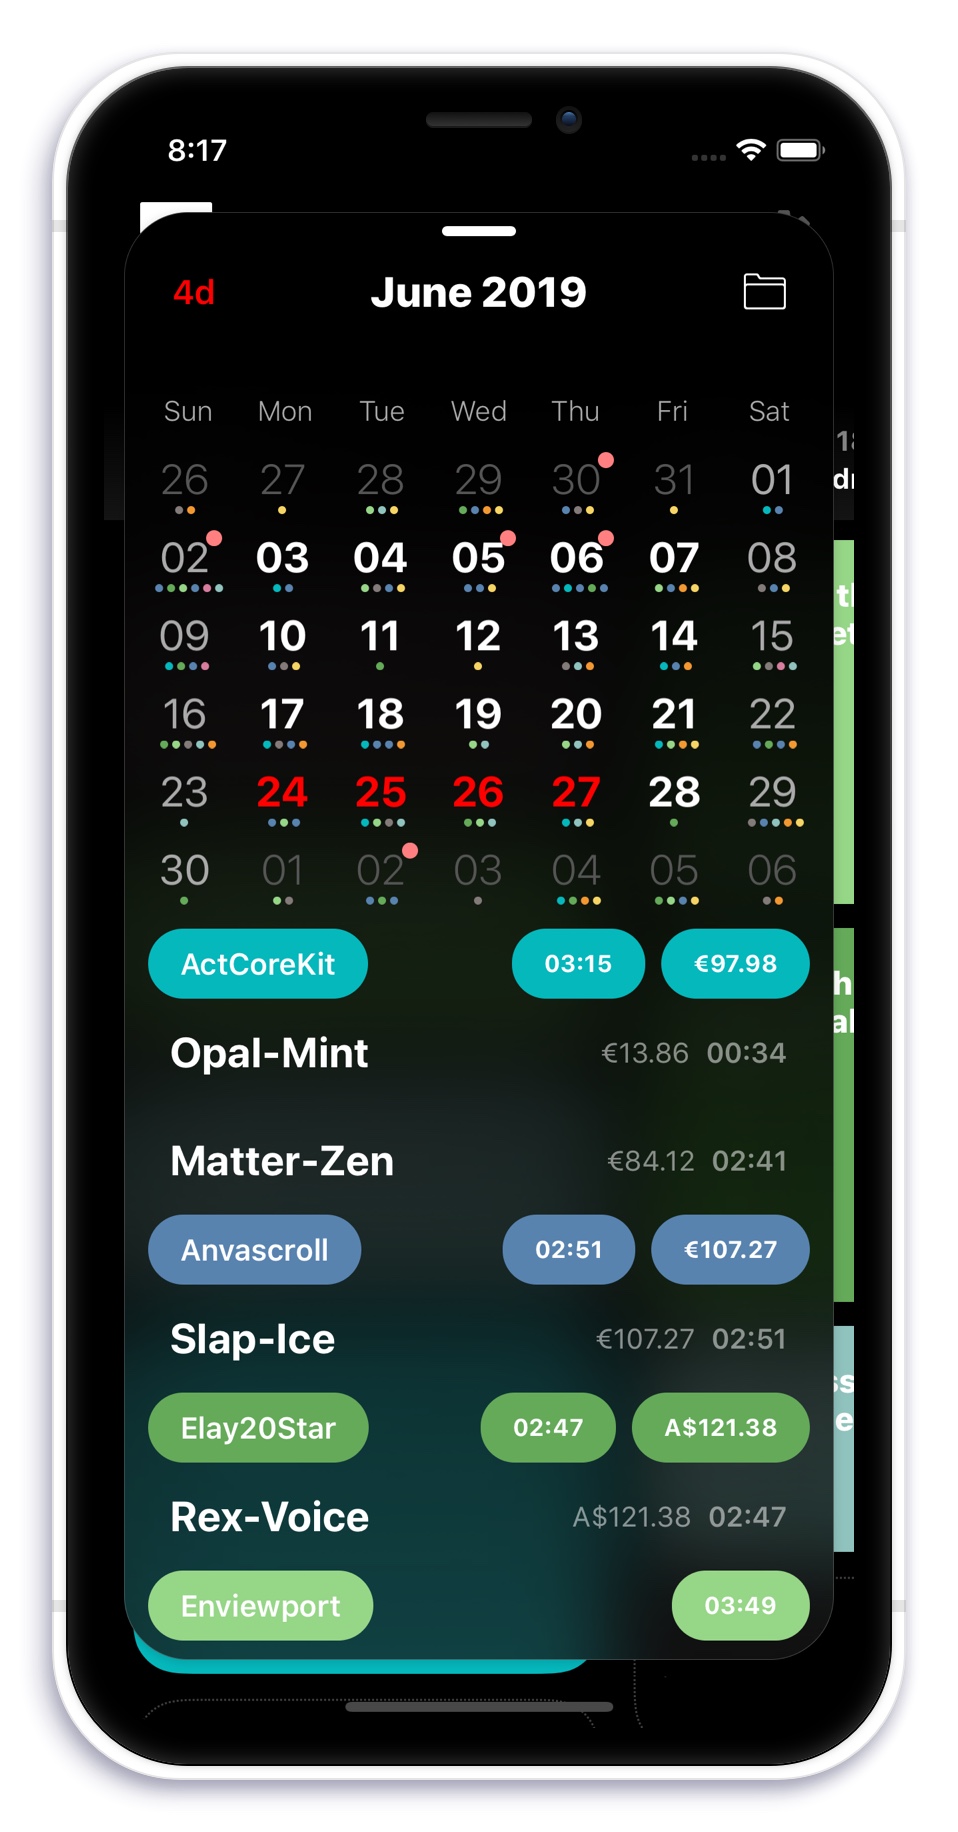 8:17
4d June 2019
Sun Mon Tue Wed Thu Fri Sat
26 27 28 29 30 31 01
02 03 04 05 06 07 08
09 10 11 12 13 14 15
16 17 18 19 20 21 22
23 24 25 26 27 28 29
30 01 02 03 04 05 06
ActCoreKit 03:15 €97.98
Opal-Mint €13.86 00:34
Matter-Zen €84.12 02:41
Anvascroll 02:51 €107.27
Slap-Ice €107.27 02:51
Elay20Star 02:47 A$121.38
Rex-Voice A$121.38 02:47
Enviewport 03:49